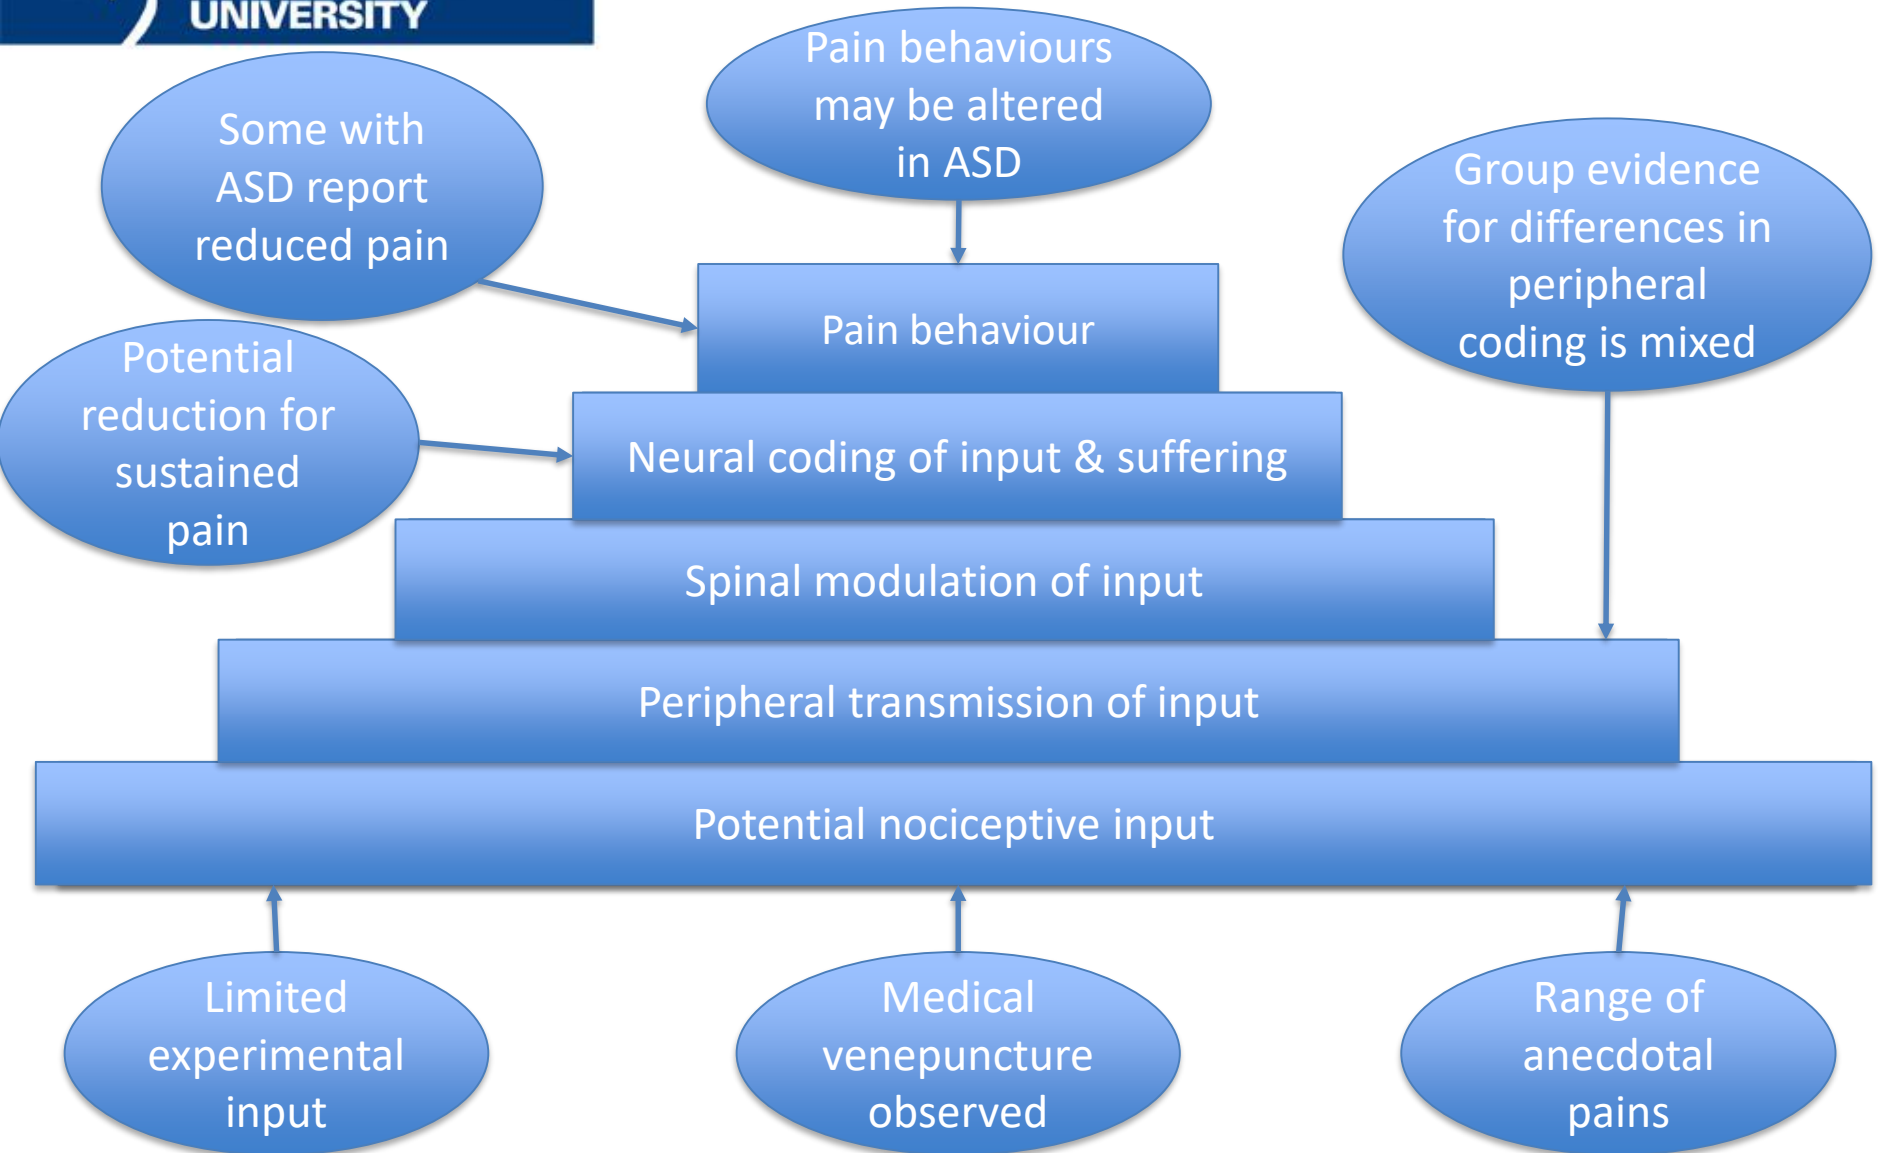 UNIVERSITY
Pain behaviours
may be altered
in ASD
Some with
ASD report
reduced pain
Group evidence
for differences in
peripheral
coding is mixed
Pain behaviour
Potential
reduction for
sustained
pain
Neural coding of input & suffering
Spinal modulation of input
Peripheral transmission of input
Potential nociceptive input
Limited
experimental
input
Medical
venepuncture
observed
Range of
anecdotal
pains